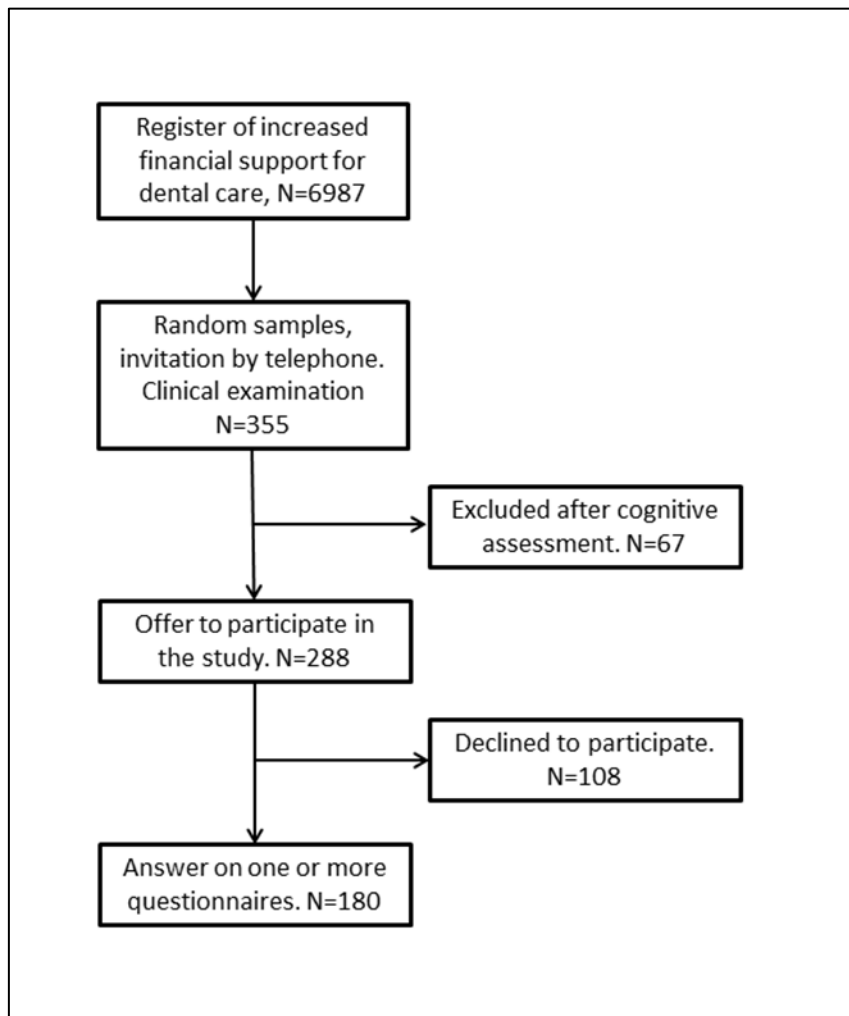 Register of increased
financial support for
dental care, N=6987
Random samples,
invitation by telephone.
Clinical examination
N=355
Excluded after cognitive
assessment. N=67
Offer to participate in
the study. N=288
Declined to participate.
N=108
Answer on one or more
questionnaires. N=180